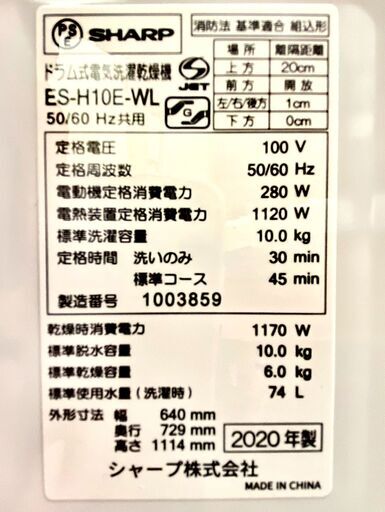 PS E SHARP
ドラム式電気洗濯乾燥機
ES-H10E-WL
50/60 Hz共用
S JET
消防法 基準適合 組込形
場所 離隔距離
上方 20cm
前方 開放
左/右/後方 1cm
下方 0cm
定格電圧 100 V
定格周波数 50/60 Hz
電動機定格消費電力 280 W
電熱装置定格消費電力 1120 W
標準洗濯容量 10.0 kg
定格時間 洗いのみ 30 min
標準コース 45 min
製造番号 1003859
乾燥時消費電力 1170 W
標準脱水容量 10.0 kg
標準乾燥容量 6.0 kg
標準使用水量(洗濯時) 74 L
外形寸法 幅 640 mm
奥行 729 mm
高さ 1114 mm
2020年製
シャープ株式会社
MADE IN CHINA